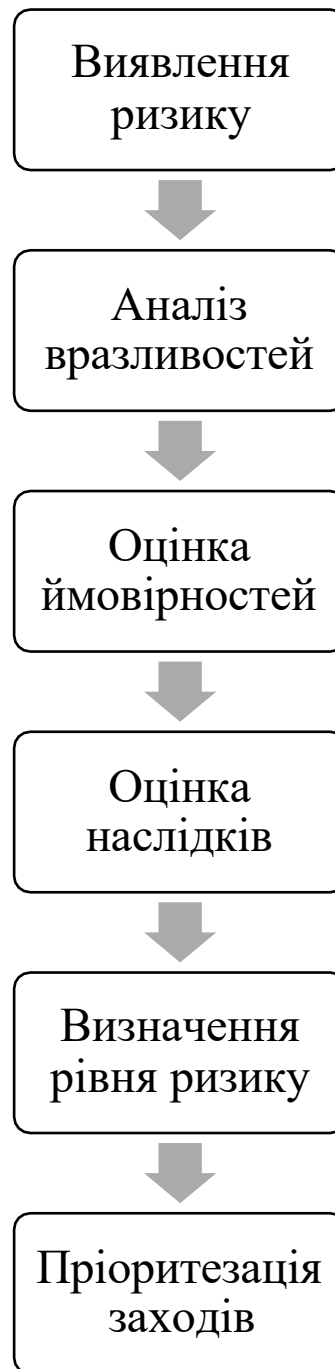 Виявлення
ризику
Аналіз
вразливостей
Оцінка
ймовірностей
Оцінка
наслідків
Визначення
рівня ризику
Пріоритезація
заходів